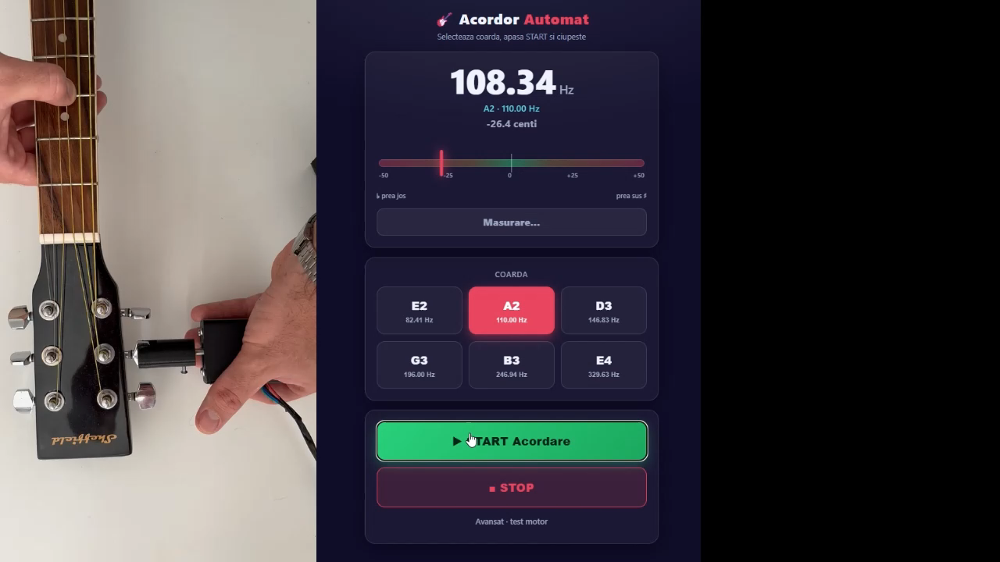 Acordor Automat
Selecteaza coarda, apasa START si ciupeste
108.34 Hz
A2 · 110.00 Hz
-26.4 centi
-50 -25 0 +25 +50
♭ prea jos prea sus ♯
Masurare...
COARDA
E2 A2 D3
82.41 Hz 110.00 Hz 146.83 Hz
G3 B3 E4
196.00 Hz 246.94 Hz 329.63 Hz
▶ START Acordare
■ STOP
Avansat · test motor
Sheffield